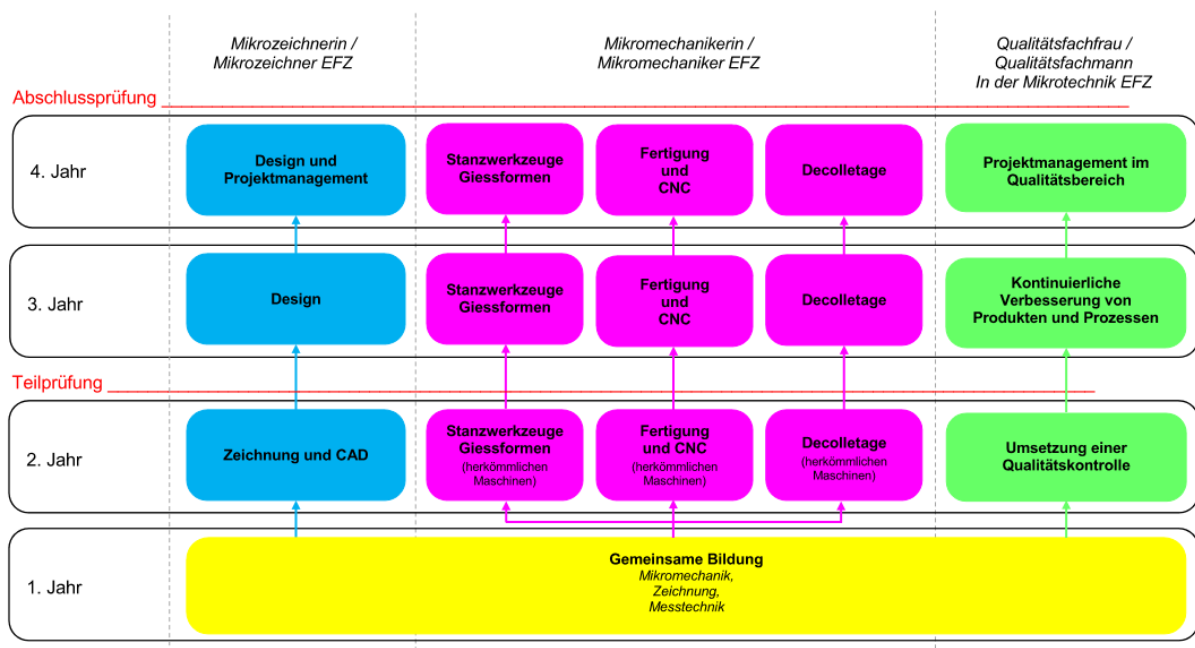 Mikrozeichnerin /
Mikrozeichner EFZ
Mikromechanikerin /
Mikromechaniker EFZ
Qualitätsfachfrau /
Qualitätsfachmann
In der Mikrotechnik EFZ
Abschlussprüfung
4. Jahr
Design und
Projektmanagement
Stanzwerkzeuge
Giessformen
Fertigung
und
CNC
Decolletage
Projektmanagement im
Qualitätsbereich
3. Jahr
Design
Stanzwerkzeuge
Giessformen
Fertigung
und
CNC
Decolletage
Kontinuierliche
Verbesserung von
Produkten und Prozessen
Teilprüfung
2. Jahr
Zeichnung und CAD
Stanzwerkzeuge
Giessformen
(herkömmlichen
Maschinen)
Fertigung
und CNC
(herkömmlichen
Maschinen)
Decolletage
(herkömmlichen
Maschinen)
Umsetzung einer
Qualitätskontrolle
1. Jahr
Gemeinsame Bildung
Mikromechanik,
Zeichnung,
Messtechnik